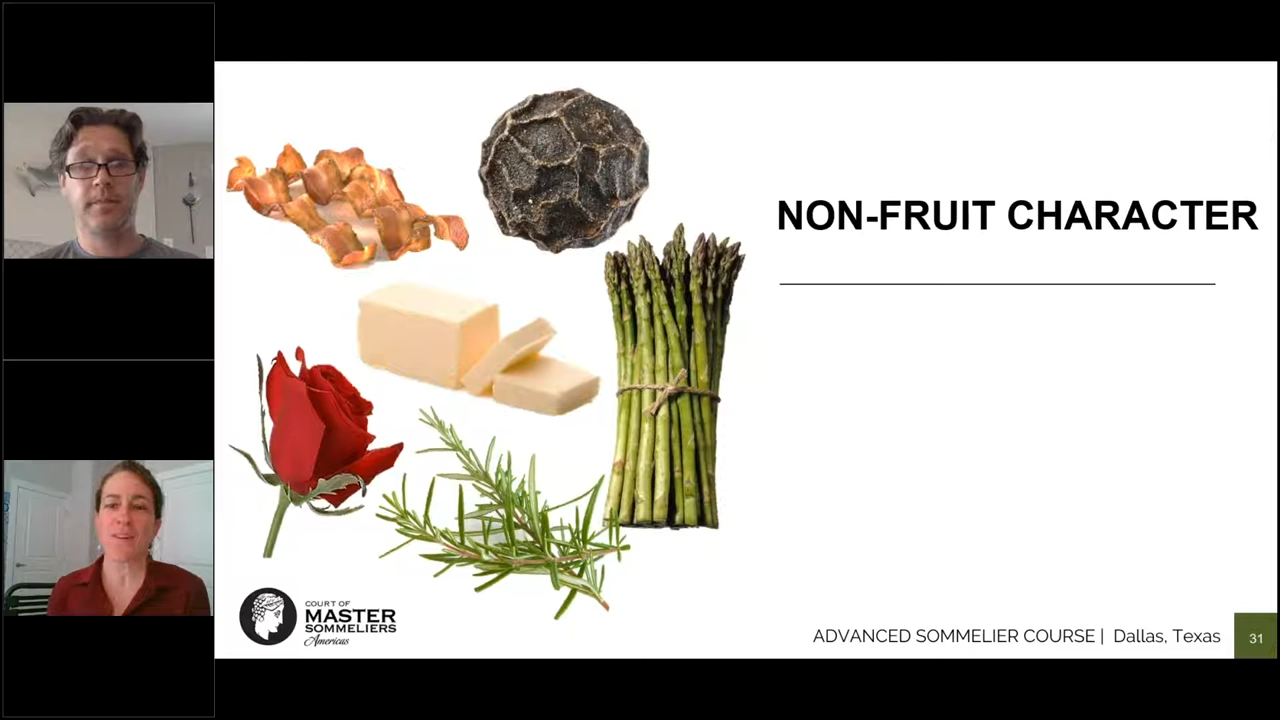 NON-FRUIT CHARACTER
COURT OF
MASTER
SOMMELIERS
Americas
ADVANCED SOMMELIER COURSE | Dallas, Texas
31